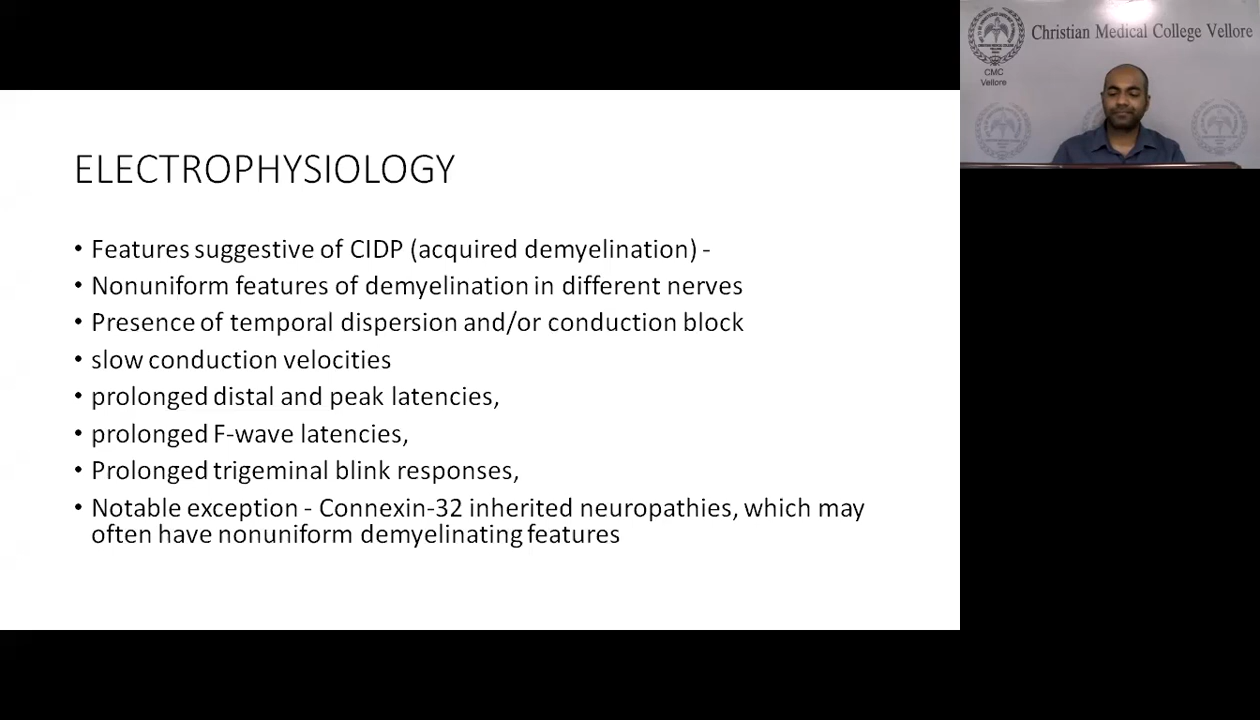 ELECTROPHYSIOLOGY
• Features suggestive of CIDP (acquired demyelination) -
• Nonuniform features of demyelination in different nerves
• Presence of temporal dispersion and/or conduction block
• slow conduction velocities
• prolonged distal and peak latencies,
• prolonged F-wave latencies,
• Prolonged trigeminal blink responses,
• Notable exception - Connexin-32 inherited neuropathies, which may
often have nonuniform demyelinating features
Christian Medical College Vellore
CMC
Vellore